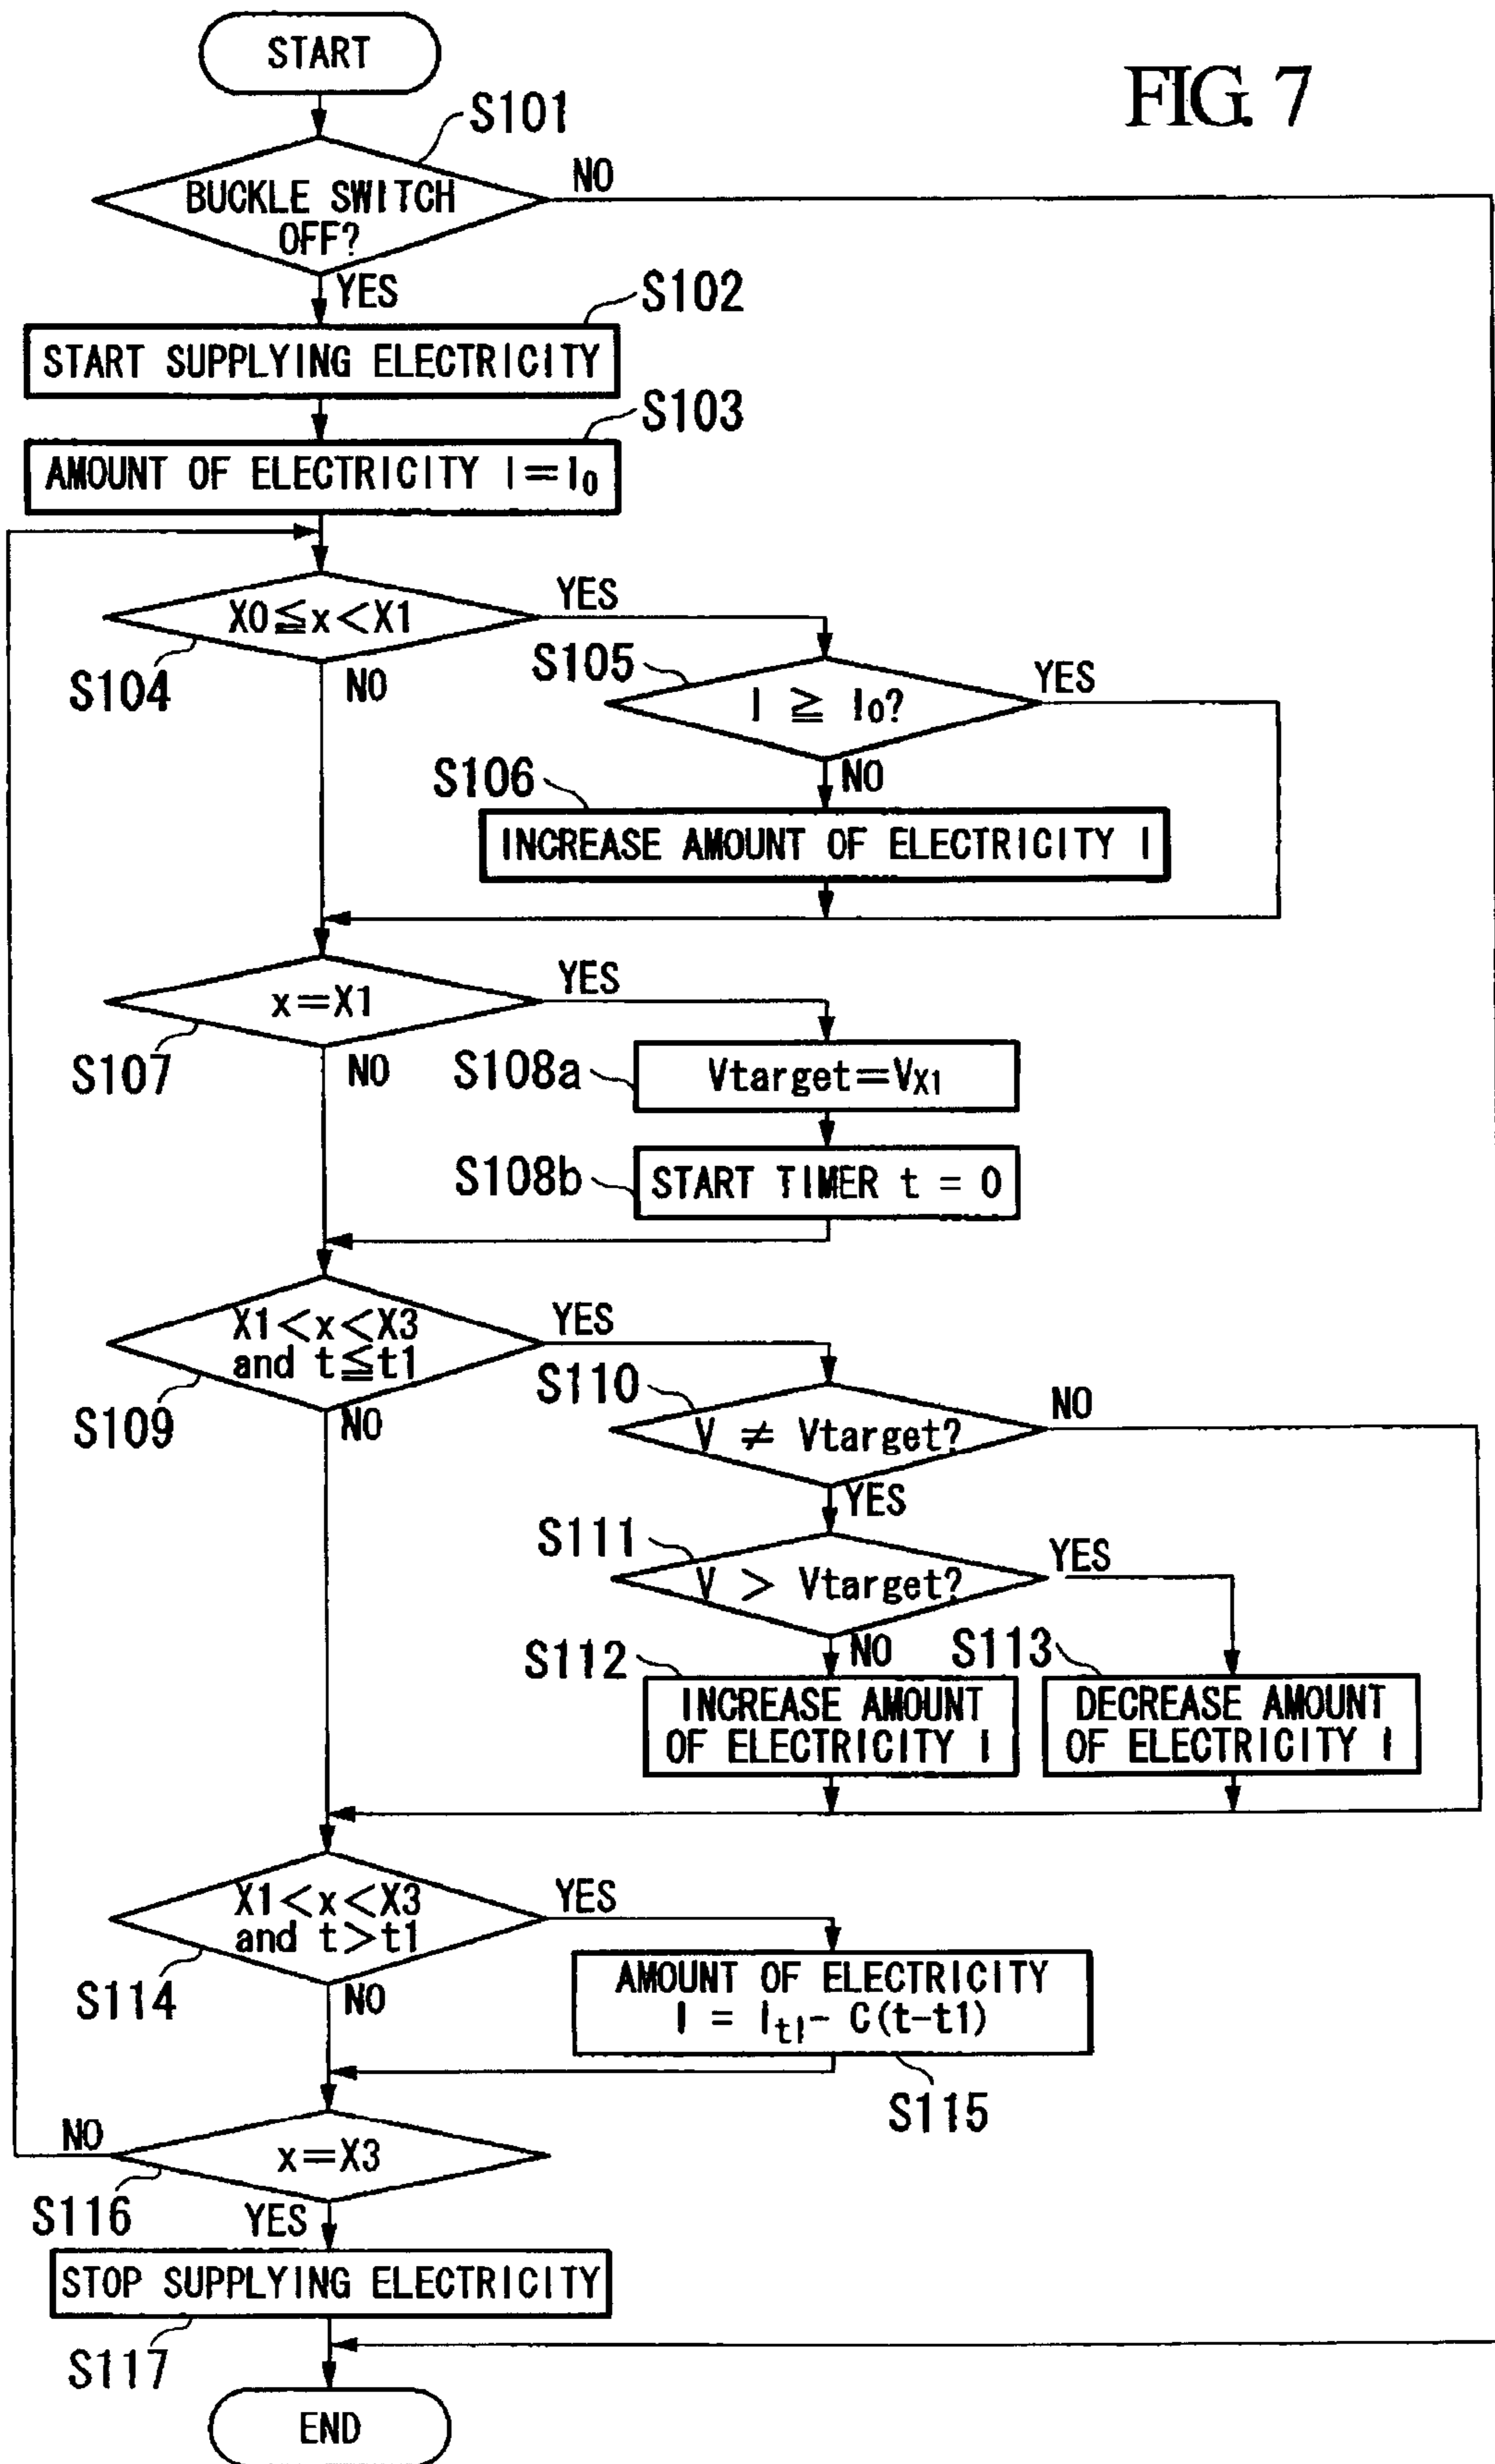 START
FIG. 7
S101
BUCKLE SWITCH
OFF?
NO
YES
S102
START SUPPLYING ELECTRICITY
S103
AMOUNT OF ELECTRICITY I=I₀
X0≦x<X1
YES
S104
NO
S105
I ≧ I₀?
YES
NO
S106
INCREASE AMOUNT OF ELECTRICITY I
x=X1
YES
S107
NO
S108a
Vtarget=Vx1
S108b
START TIMER t = 0
X1<x<X3
and t≦t1
YES
S109
NO
S110
V ≠ Vtarget?
NO
YES
S111
V > Vtarget?
YES
NO
S112
INCREASE AMOUNT
OF ELECTRICITY I
S113
DECREASE AMOUNT
OF ELECTRICITY I
X1<x<X3
and t>t1
YES
S114
NO
AMOUNT OF ELECTRICITY
I = It1- C(t-t1)
S115
NO
x=X3
S116
YES
STOP SUPPLYING ELECTRICITY
S117
END